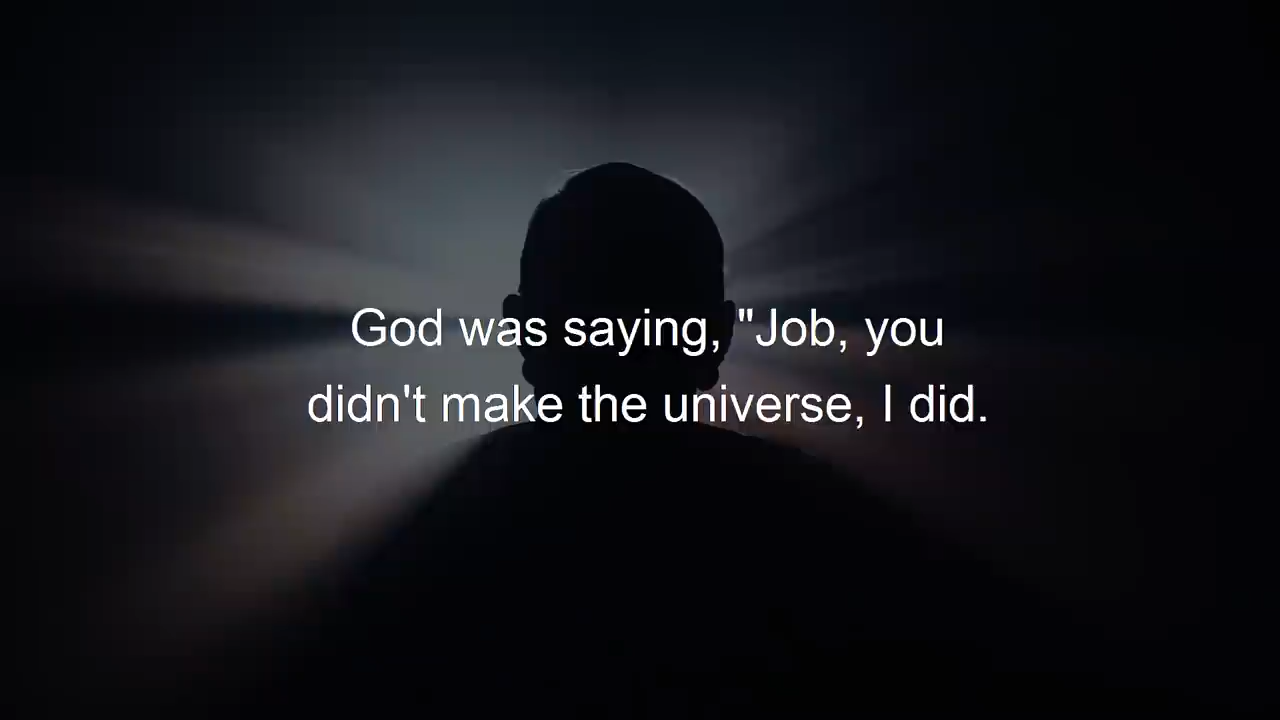 God was saying, "Job, you
didn't make the universe, I did.